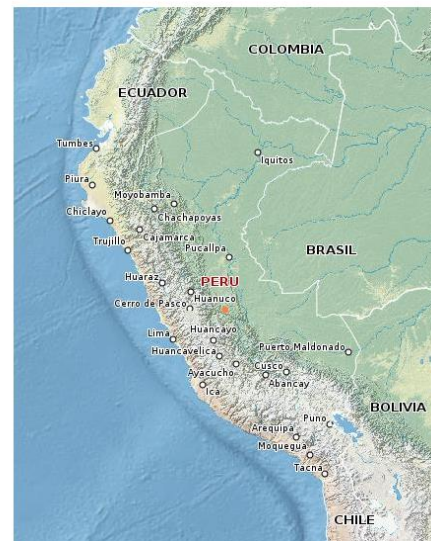 COLOMBIA
ECUADOR
Tumbes
Iquitos
Piura
Moyobamba
Chiclayo
Chachapoyas
Cajamarca
Trujillo
Pucallpa
BRASIL
Huaraz
PERU
Huanuco
Cerro de Pasco
Lima
Huancayo
Huancavelica
Puerto Maldonado
Cusco
Ayacucho
Abancay
Ica
BOLIVIA
Puno
Arequipa
Moquegua
Tacna
CHILE